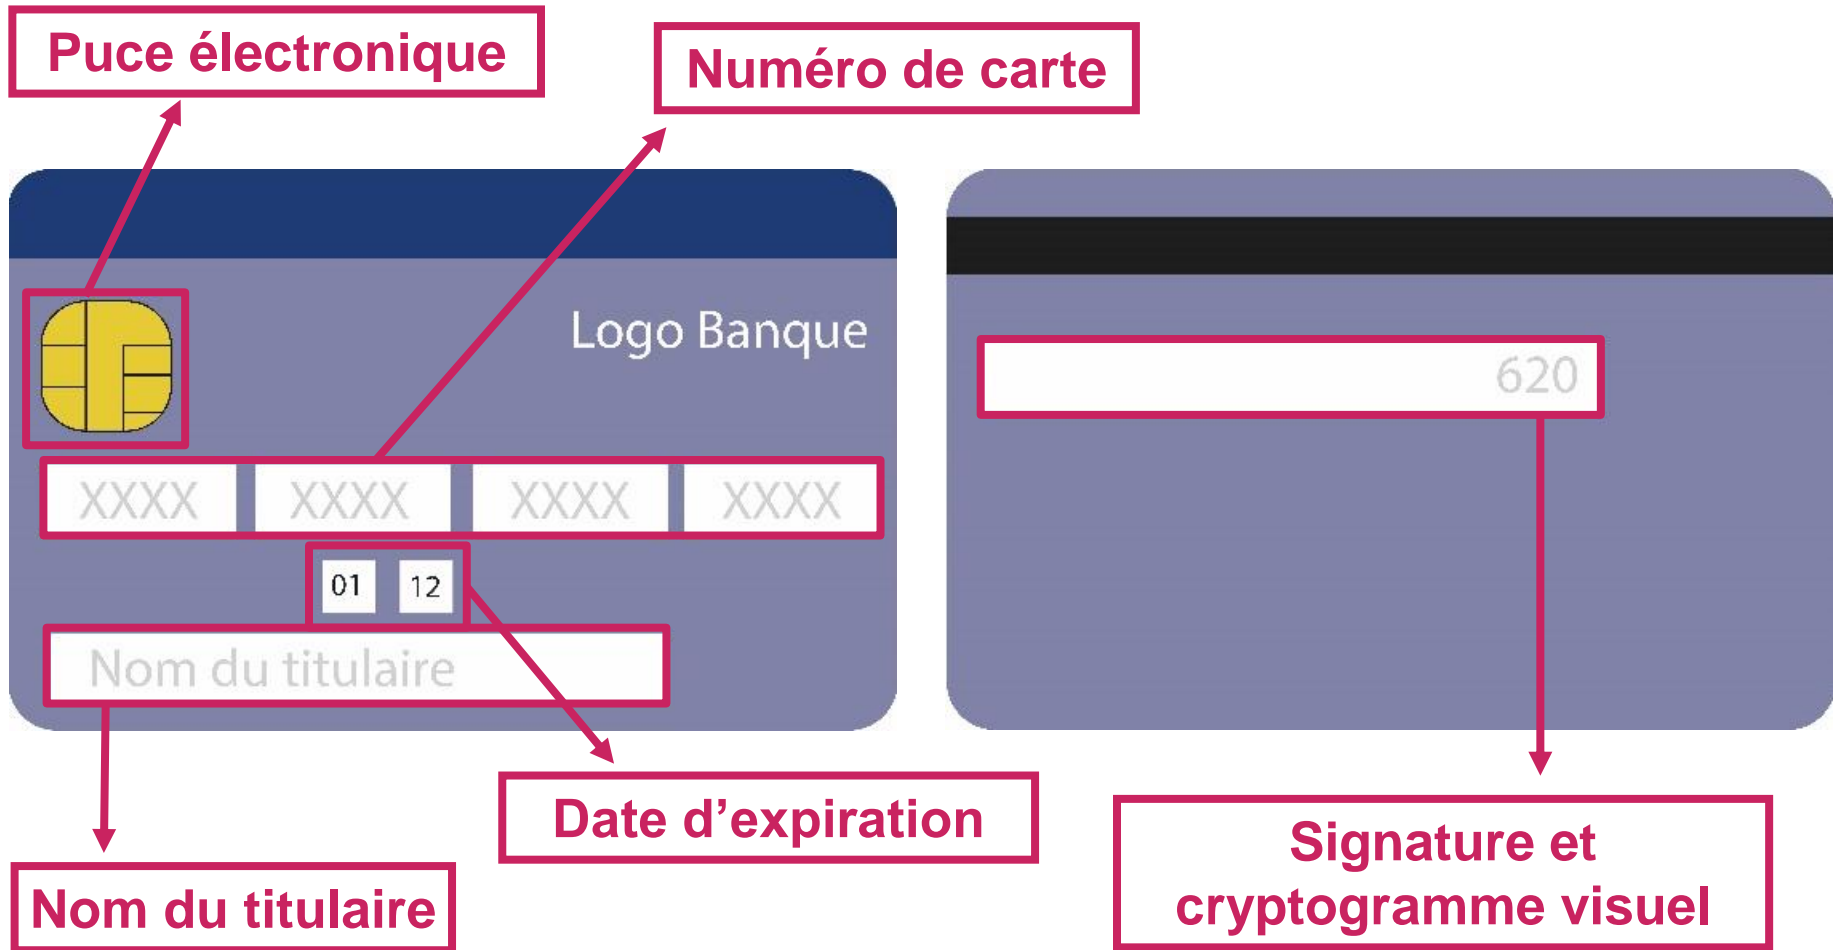 Puce électronique
Numéro de carte
Logo Banque
620
XXXX XXXX XXXX XXXX
01 12
Nom du titulaire
Date d’expiration
Signature et
cryptogramme visuel
Nom du titulaire